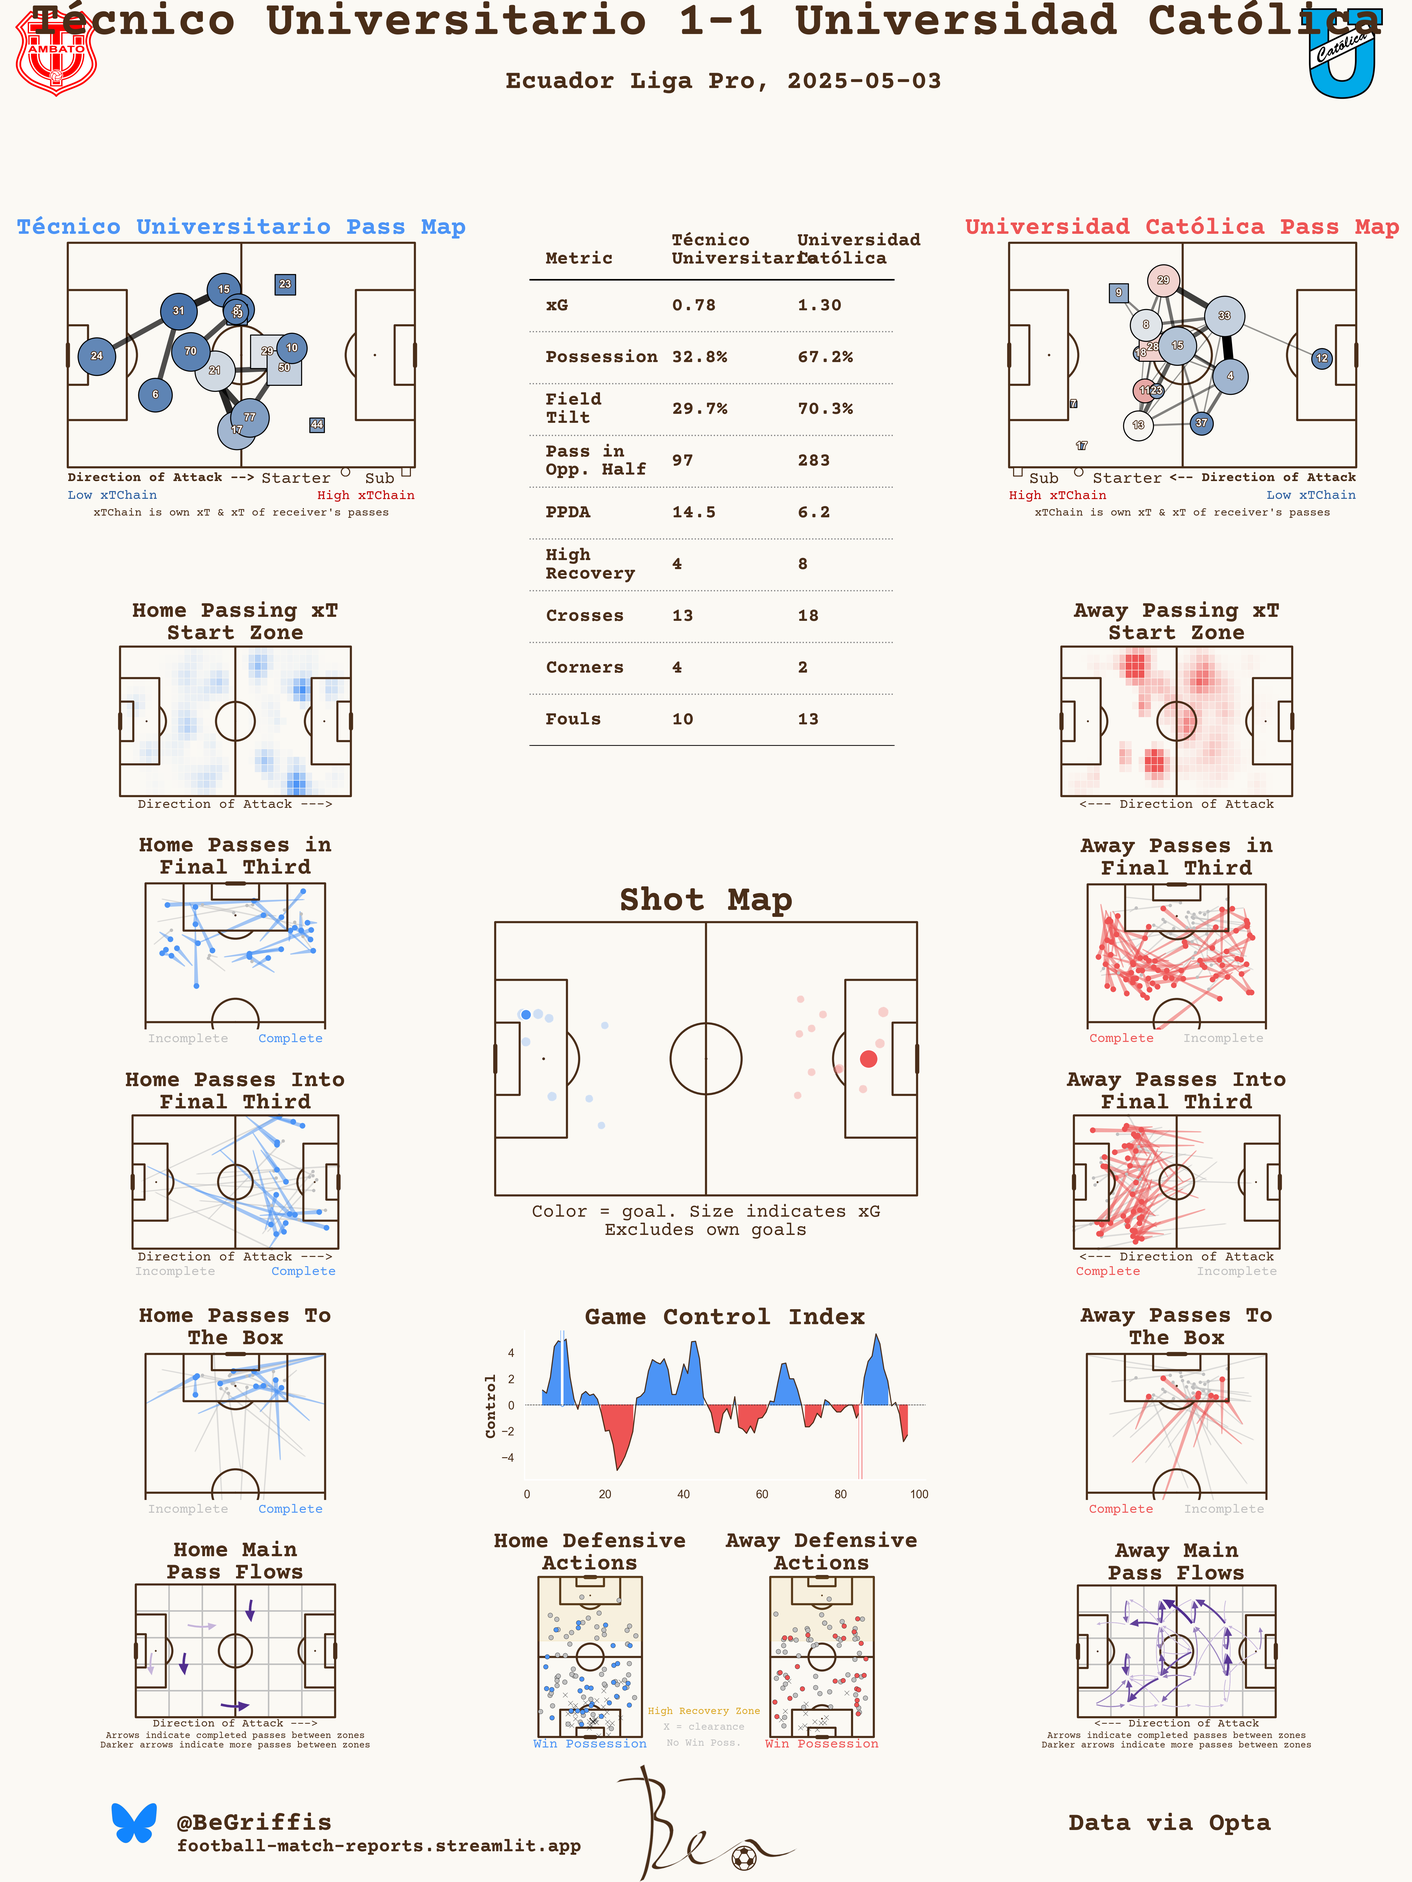 Técnico Universitario 1-1 Universidad Católica
AMBATO
Católica
Ecuador Liga Pro, 2025-05-03
Técnico Universitario Pass Map
23
15
31
8
10
29
24
70
21
50
6
77
17
44
Direction of Attack --> Starter Sub
Low xTChain High xTChain
xTChain is own xT & xT of receiver's passes
Metric Técnico Universitario Universidad Católica
xG 0.78 1.30
Possession 32.8% 67.2%
Field Tilt 29.7% 70.3%
Pass in Opp. Half 97 283
PPDA 14.5 6.2
High Recovery 4 8
Crosses 13 18
Corners 4 2
Fouls 10 13
Universidad Católica Pass Map
29
9
33
8
15
28
18
12
4
11
23
7
13
37
17
Sub Starter <-- Direction of Attack
High xTChain Low xTChain
xTChain is own xT & xT of receiver's passes
Home Passing xT
Start Zone
Direction of Attack --->
Away Passing xT
Start Zone
<--- Direction of Attack
Home Passes in
Final Third
Incomplete Complete
Away Passes in
Final Third
Complete Incomplete
Shot Map
Color = goal. Size indicates xG
Excludes own goals
Home Passes Into
Final Third
Direction of Attack --->
Incomplete Complete
Away Passes Into
Final Third
<--- Direction of Attack
Complete Incomplete
Home Passes To
The Box
Incomplete Complete
Game Control Index
Control
4
2
0
−2
−4
0 20 40 60 80 100
Away Passes To
The Box
Complete Incomplete
Home Main
Pass Flows
Direction of Attack --->
Arrows indicate completed passes between zones
Darker arrows indicate more passes between zones
Home Defensive
Actions
Win Possession
Away Defensive
Actions
Win Possession
High Recovery Zone
X = clearance
No Win Poss.
Away Main
Pass Flows
<--- Direction of Attack
Arrows indicate completed passes between zones
Darker arrows indicate more passes between zones
@BeGriffis
football-match-reports.streamlit.app
Ben
Data via Opta